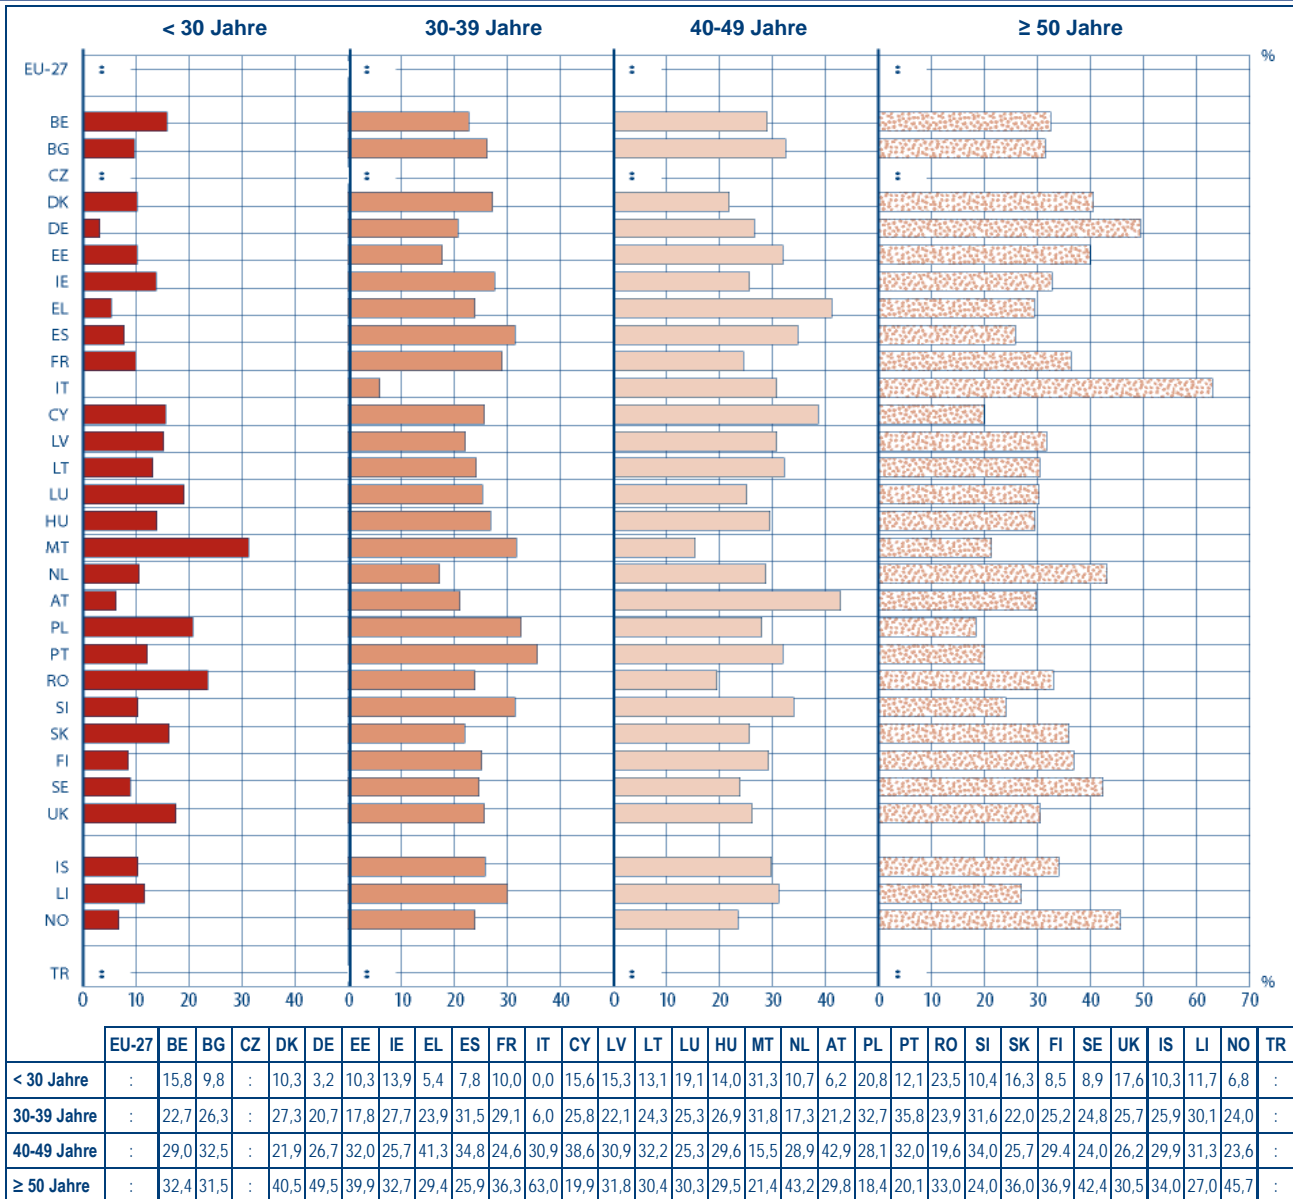 < 30 Jahre 30-39 Jahre 40-49 Jahre ≥ 50 Jahre
EU-27 : : : : %
BE
BG
CZ : : : :
DK
DE
EE
IE
EL
ES
FR
IT
CY
LV
LT
LU
HU
MT
NL
AT
PL
PT
RO
SI
SK
FI
SE
UK
IS
LI
NO
TR : : : : %
0 10 20 30 40 0 10 20 30 40 0 10 20 30 40 0 10 20 30 40 50 60 70
EU-27 BE BG CZ DK DE EE IE EL ES FR IT CY LV LT LU HU MT NL AT PL PT RO SI SK FI SE UK IS LI NO TR
< 30 Jahre : 15,8 9,8 : 10,3 3,2 10,3 13,9 5,4 7,8 10,0 0,0 15,6 15,3 13,1 19,1 14,0 31,3 10,7 6,2 20,8 12,1 23,5 10,4 16,3 8,5 8,9 17,6 10,3 11,7 6,8 :
30-39 Jahre : 22,7 26,3 : 27,3 20,7 17,8 27,7 23,9 31,5 29,1 6,0 25,8 22,1 24,3 25,3 26,9 31,8 17,3 21,2 32,7 35,8 23,9 31,6 22,0 25,2 24,8 25,7 25,9 30,1 24,0 :
40-49 Jahre : 29,0 32,5 : 21,9 26,7 32,0 25,7 41,3 34,8 24,6 30,9 38,6 30,9 32,2 25,3 29,6 15,5 28,9 42,9 28,1 32,0 19,6 34,0 25,7 29.4 24,0 26,2 29,9 31,3 23,6 :
≥ 50 Jahre : 32,4 31,5 : 40,5 49,5 39,9 32,7 29,4 25,9 36,3 63,0 19,9 31,8 30,4 30,3 29,5 21,4 43,2 29,8 18,4 20,1 33,0 24,0 36,0 36,9 42,4 30,5 34,0 27,0 45,7 :